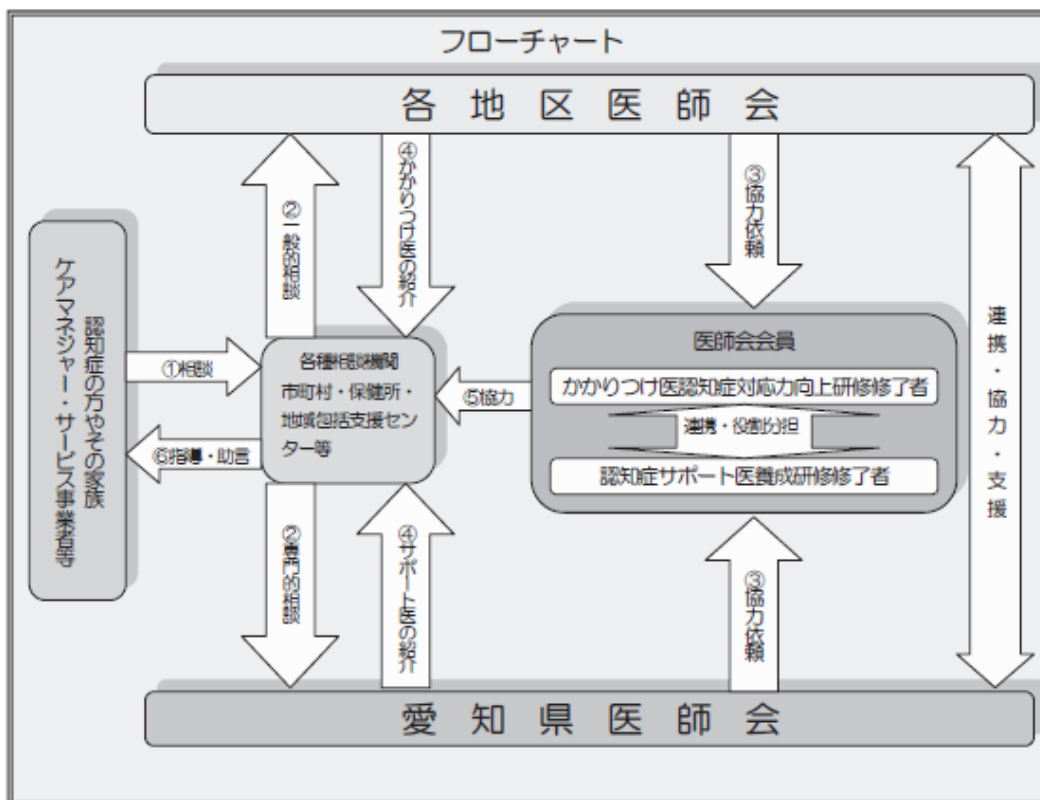 フローチャート
各地区医師会
②一般的相談
④かかりつけ医の紹介
③協力依頼
認知症の方やその家族
ケアマネジャー・サービス事業者等
①相談
⑥指導・助言
各種相談機関
市町村・保健所・
地域包括支援セン
ター等
⑤協力
医師会会員
かかりつけ医認知症対応力向上研修修了者
連携・役割分担
認知症サポート医養成研修修了者
連携・協力・支援
②専門的相談
④サポート医の紹介
③協力依頼
愛知県医師会